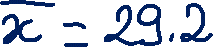 x̄ = 29.2